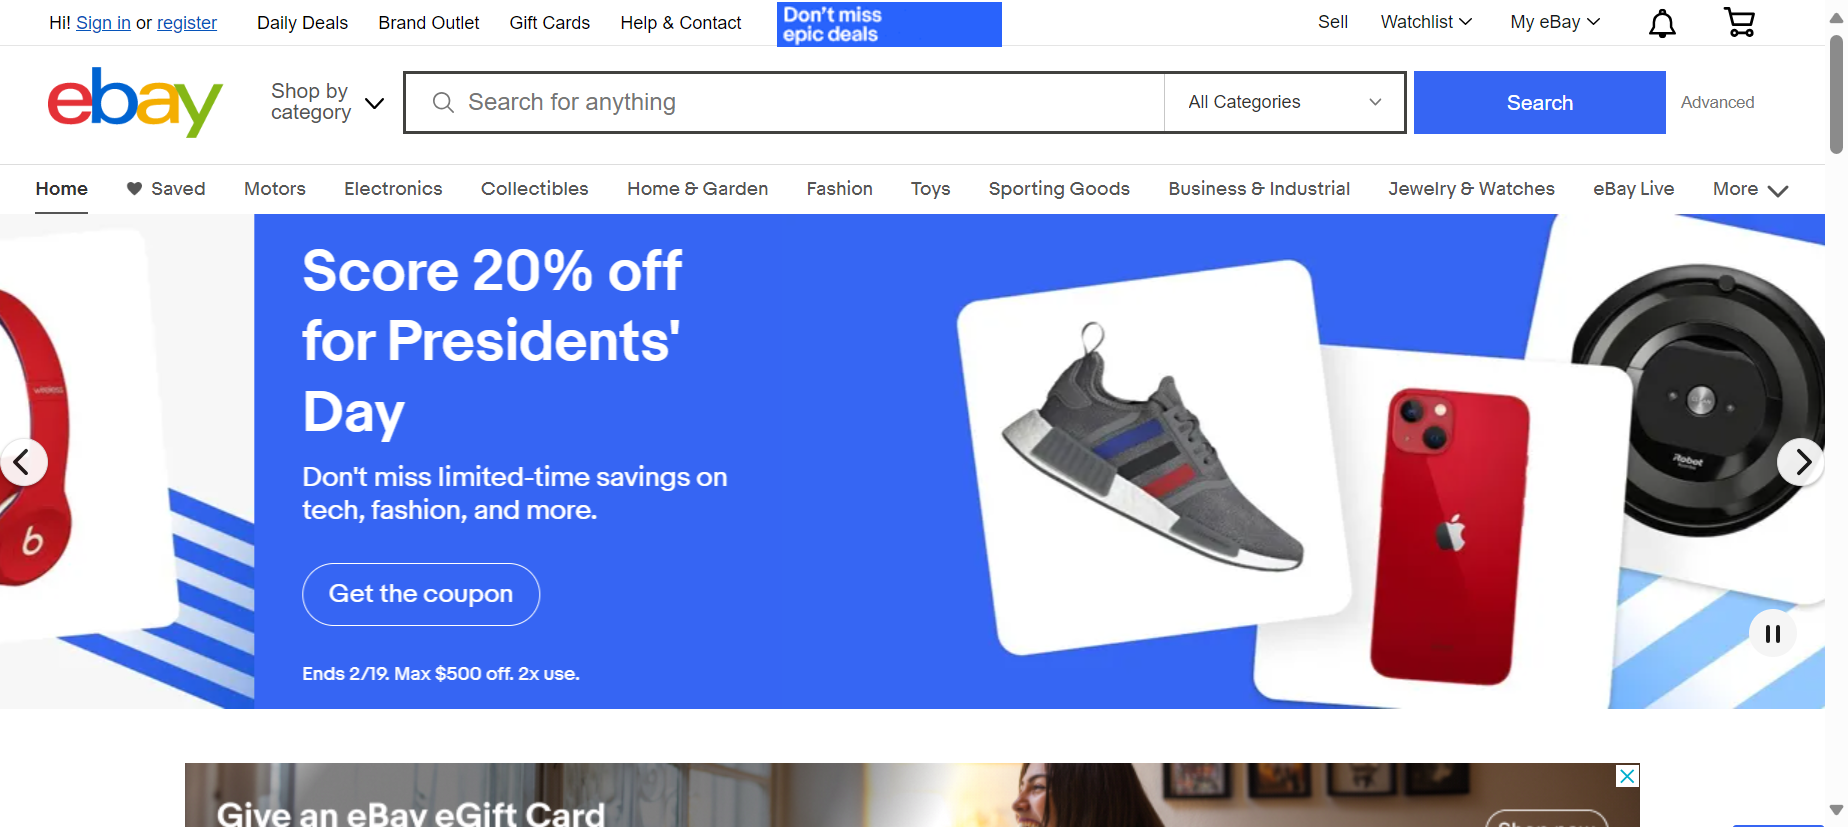 Hi! Sign in or register
Daily Deals
Brand Outlet
Gift Cards
Help & Contact
Don't miss
epic deals
Sell
Watchlist
My eBay
ebay
Shop by
category
Search for anything
All Categories
Search
Advanced
Home
Saved
Motors
Electronics
Collectibles
Home & Garden
Fashion
Toys
Sporting Goods
Business & Industrial
Jewelry & Watches
eBay Live
More
Score 20% off
for Presidents'
Day
Don't miss limited-time savings on
tech, fashion, and more.
Get the coupon
Ends 2/19. Max $500 off. 2x use.
wireless
b
iRobot
Give an eBay eGift Card
Shop now